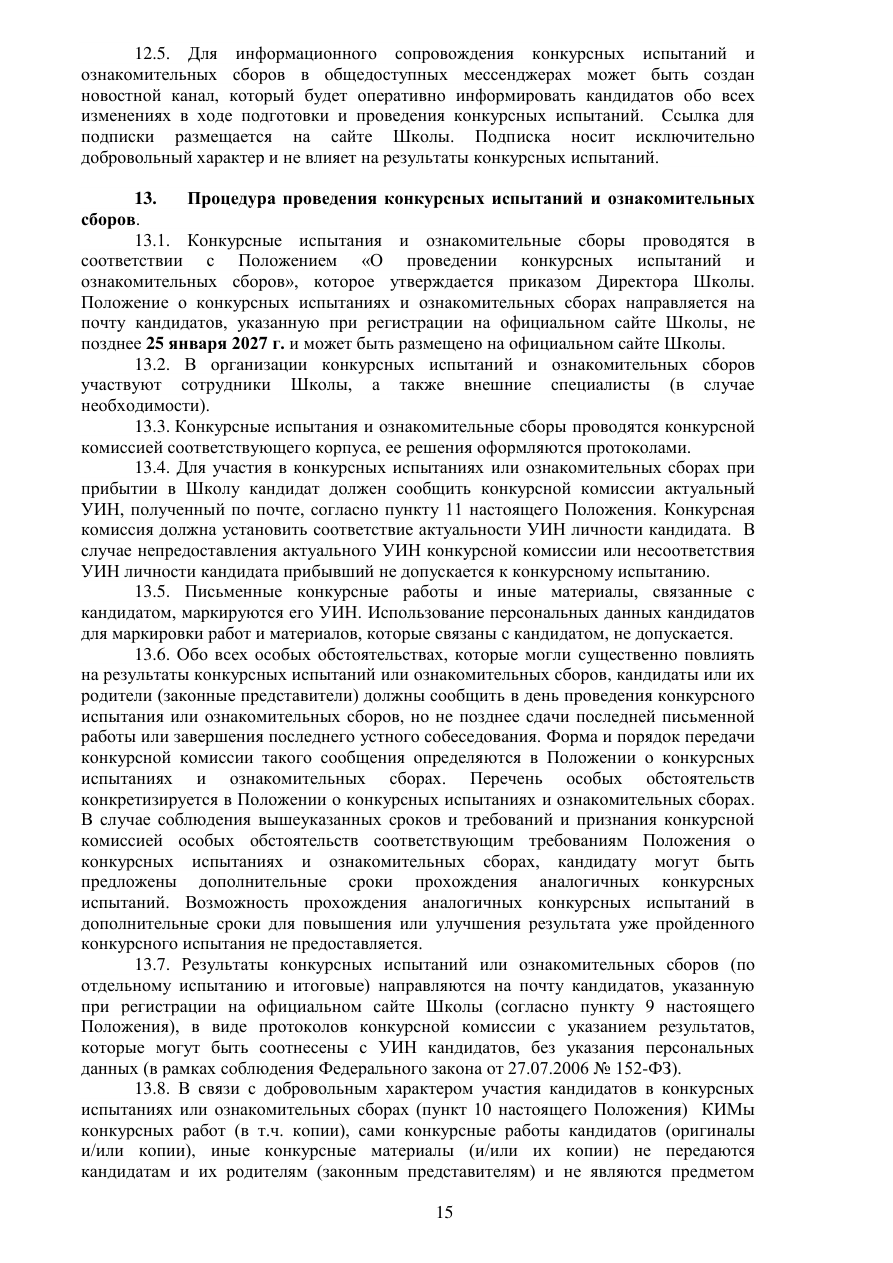 12.5. Для информационного сопровождения конкурсных испытаний и
ознакомительных сборов в общедоступных мессенджерах может быть создан
новостной канал, который будет оперативно информировать кандидатов обо всех
изменениях в ходе подготовки и проведения конкурсных испытаний. Ссылка для
подписки размещается на сайте Школы. Подписка носит исключительно
добровольный характер и не влияет на результаты конкурсных испытаний.
13. Процедура проведения конкурсных испытаний и ознакомительных
сборов.
13.1. Конкурсные испытания и ознакомительные сборы проводятся в
соответствии с Положением «О проведении конкурсных испытаний и
ознакомительных сборов», которое утверждается приказом Директора Школы.
Положение о конкурсных испытаниях и ознакомительных сборах направляется на
почту кандидатов, указанную при регистрации на официальном сайте Школы, не
позднее 25 января 2027 г. и может быть размещено на официальном сайте Школы.
13.2. В организации конкурсных испытаний и ознакомительных сборов
участвуют сотрудники Школы, а также внешние специалисты (в случае
необходимости).
13.3. Конкурсные испытания и ознакомительные сборы проводятся конкурсной
комиссией соответствующего корпуса, ее решения оформляются протоколами.
13.4. Для участия в конкурсных испытаниях или ознакомительных сборах при
прибытии в Школу кандидат должен сообщить конкурсной комиссии актуальный
УИН, полученный по почте, согласно пункту 11 настоящего Положения. Конкурсная
комиссия должна установить соответствие актуальности УИН личности кандидата. В
случае непредоставления актуального УИН конкурсной комиссии или несоответствия
УИН личности кандидата прибывший не допускается к конкурсному испытанию.
13.5. Письменные конкурсные работы и иные материалы, связанные с
кандидатом, маркируются его УИН. Использование персональных данных кандидатов
для маркировки работ и материалов, которые связаны с кандидатом, не допускается.
13.6. Обо всех особых обстоятельствах, которые могли существенно повлиять
на результаты конкурсных испытаний или ознакомительных сборов, кандидаты или их
родители (законные представители) должны сообщить в день проведения конкурсного
испытания или ознакомительных сборов, но не позднее сдачи последней письменной
работы или завершения последнего устного собеседования. Форма и порядок передачи
конкурсной комиссии такого сообщения определяются в Положении о конкурсных
испытаниях и ознакомительных сборах. Перечень особых обстоятельств
конкретизируется в Положении о конкурсных испытаниях и ознакомительных сборах.
В случае соблюдения вышеуказанных сроков и требований и признания конкурсной
комиссией особых обстоятельств соответствующим требованиям Положения о
конкурсных испытаниях и ознакомительных сборах, кандидату могут быть
предложены дополнительные сроки прохождения аналогичных конкурсных
испытаний. Возможность прохождения аналогичных конкурсных испытаний в
дополнительные сроки для повышения или улучшения результата уже пройденного
конкурсного испытания не предоставляется.
13.7. Результаты конкурсных испытаний или ознакомительных сборов (по
отдельному испытанию и итоговые) направляются на почту кандидатов, указанную
при регистрации на официальном сайте Школы (согласно пункту 9 настоящего
Положения), в виде протоколов конкурсной комиссии с указанием результатов,
которые могут быть соотнесены с УИН кандидатов, без указания персональных
данных (в рамках соблюдения Федерального закона от 27.07.2006 № 152-ФЗ).
13.8. В связи с добровольным характером участия кандидатов в конкурсных
испытаниях или ознакомительных сборах (пункт 10 настоящего Положения) КИМы
конкурсных работ (в т.ч. копии), сами конкурсные работы кандидатов (оригиналы
и/или копии), иные конкурсные материалы (и/или их копии) не передаются
кандидатам и их родителям (законным представителям) и не являются предметом
15